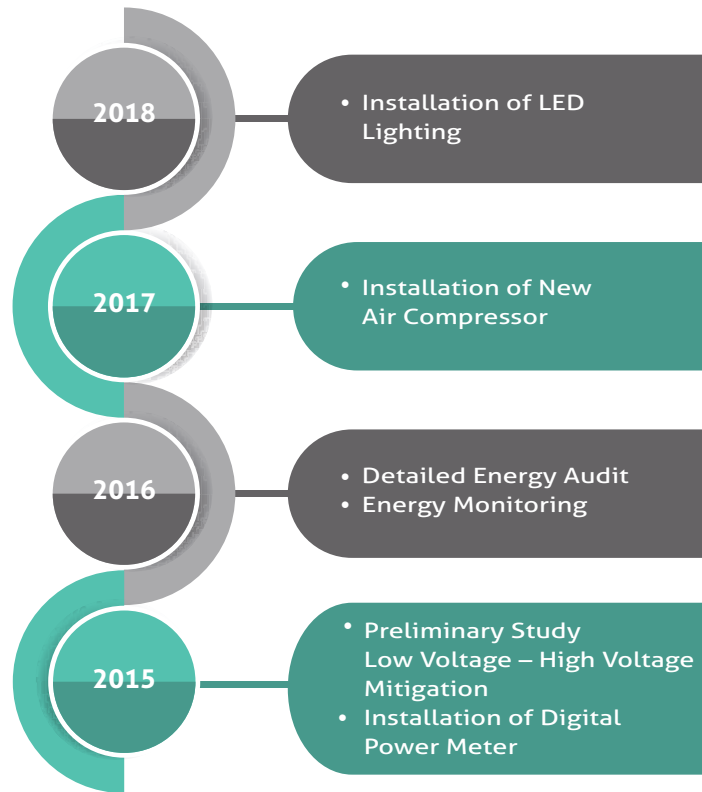 2018
• Installation of LED
Lighting
2017
• Installation of New
Air Compressor
2016
• Detailed Energy Audit
• Energy Monitoring
2015
• Preliminary Study
Low Voltage – High Voltage
Mitigation
• Installation of Digital
Power Meter